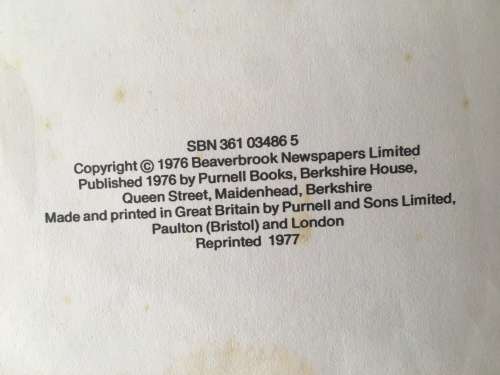 SBN 361 03486 5
Copyright © 1976 Beaverbrook Newspapers Limited
Published 1976 by Purnell Books, Berkshire House,
Queen Street, Maidenhead, Berkshire
Made and printed in Great Britain by Purnell and Sons Limited,
Paulton (Bristol) and London
Reprinted 1977